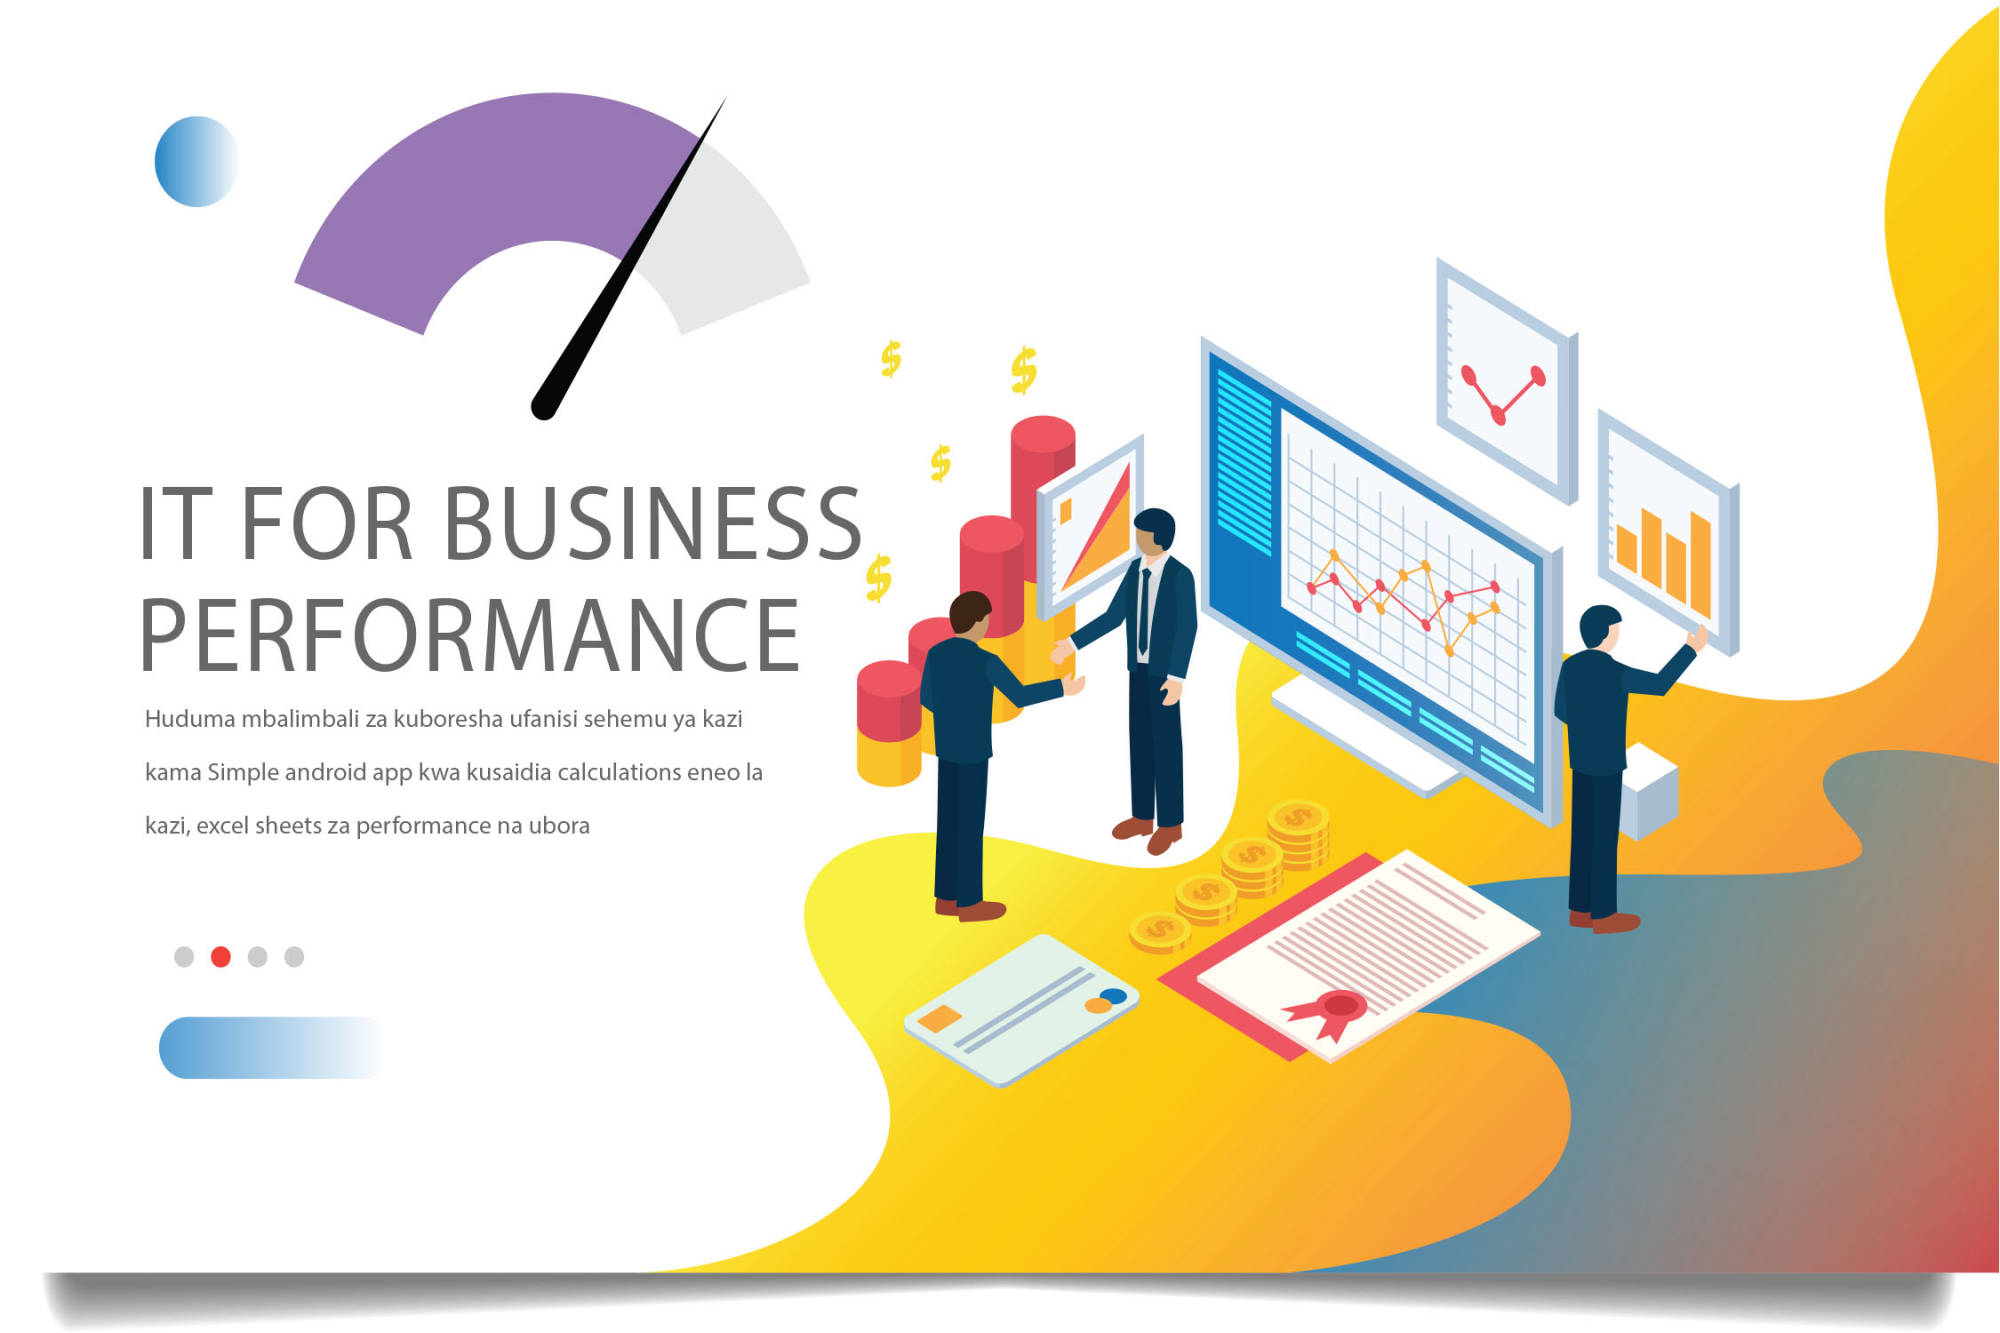 IT FOR BUSINESS
PERFORMANCE
Huduma mbalimbali za kuboresha ufanisi sehemu ya kazi
kama Simple android app kwa kusaidia calculations eneo la
kazi, excel sheets za performance na ubora